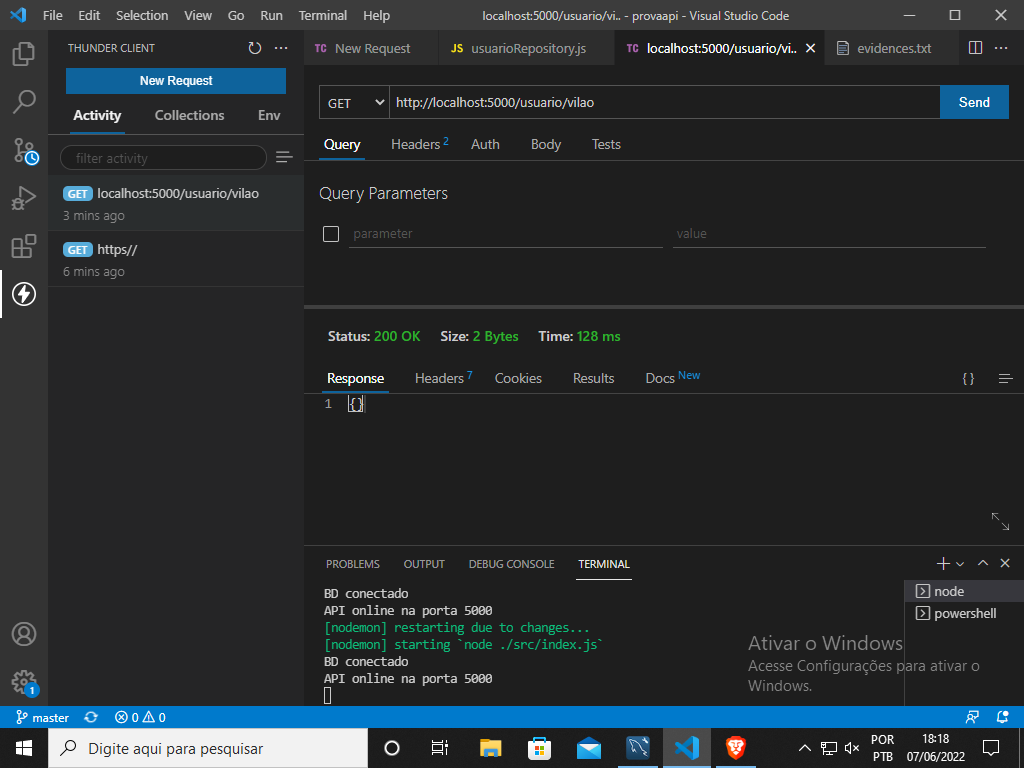 File Edit Selection View Go Run Terminal Help localhost:5000/usuario/vi.. - provaapi - Visual Studio Code
THUNDER CLIENT
New Request
Activity Collections Env
filter activity
GET localhost:5000/usuario/vilao
3 mins ago
GET https//
6 mins ago
TC New Request JS usuarioRepository.js TC localhost:5000/usuario/vi.. evidences.txt
GET http://localhost:5000/usuario/vilao Send
Query Headers 2 Auth Body Tests
Query Parameters
parameter value
Status: 200 OK Size: 2 Bytes Time: 128 ms
Response Headers 7 Cookies Results Docs New { }
1 {}
PROBLEMS OUTPUT DEBUG CONSOLE TERMINAL
BD conectado
API online na porta 5000
[nodemon] restarting due to changes...
[nodemon] starting `node ./src/index.js`
BD conectado
API online na porta 5000
node
powershell
Ativar o Windows
Acesse Configurações para ativar o
Windows.
1
master 0 0
Digite aqui para pesquisar
POR
PTB
18:18
07/06/2022